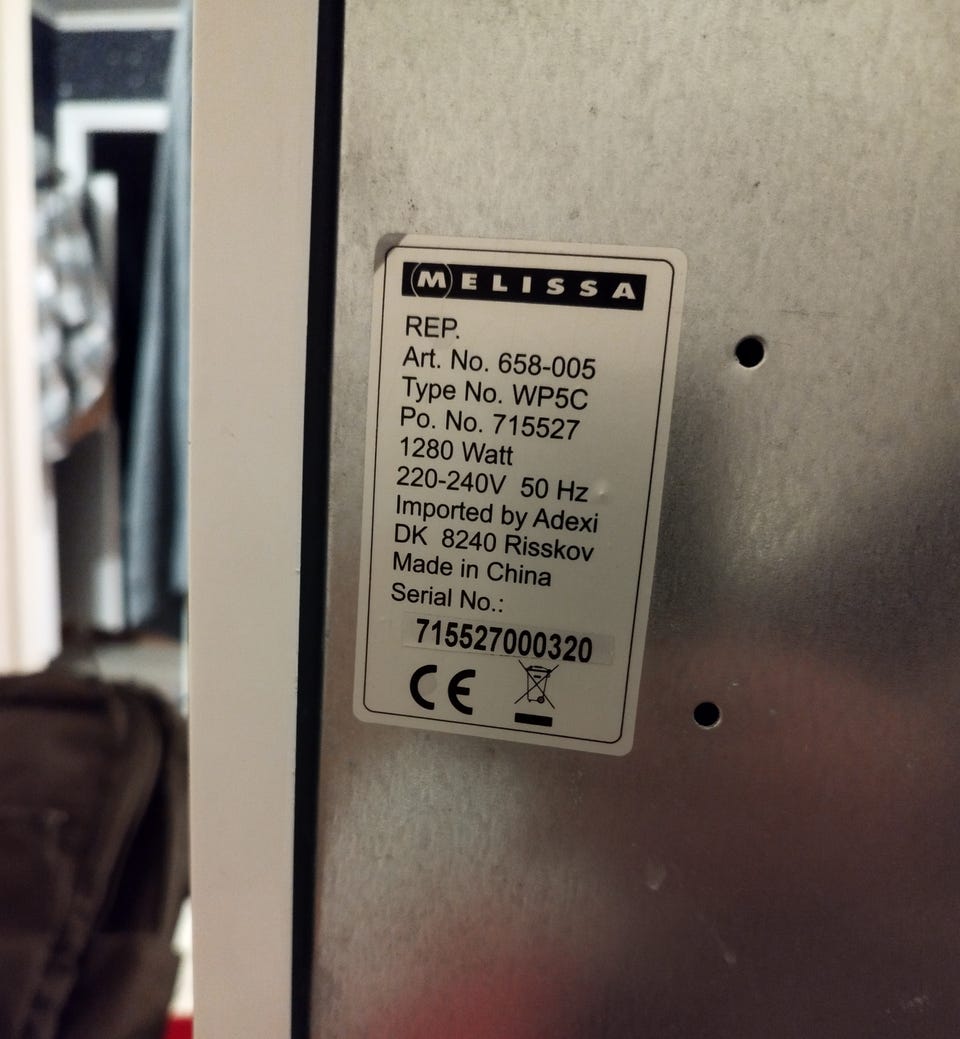 MELISSA
REP.
Art. No. 658-005
Type No. WP5C
Po. No. 715527
1280 Watt
220-240V 50 Hz
Imported by Adexi
DK 8240 Risskov
Made in China
Serial No.:
715527000320
CE